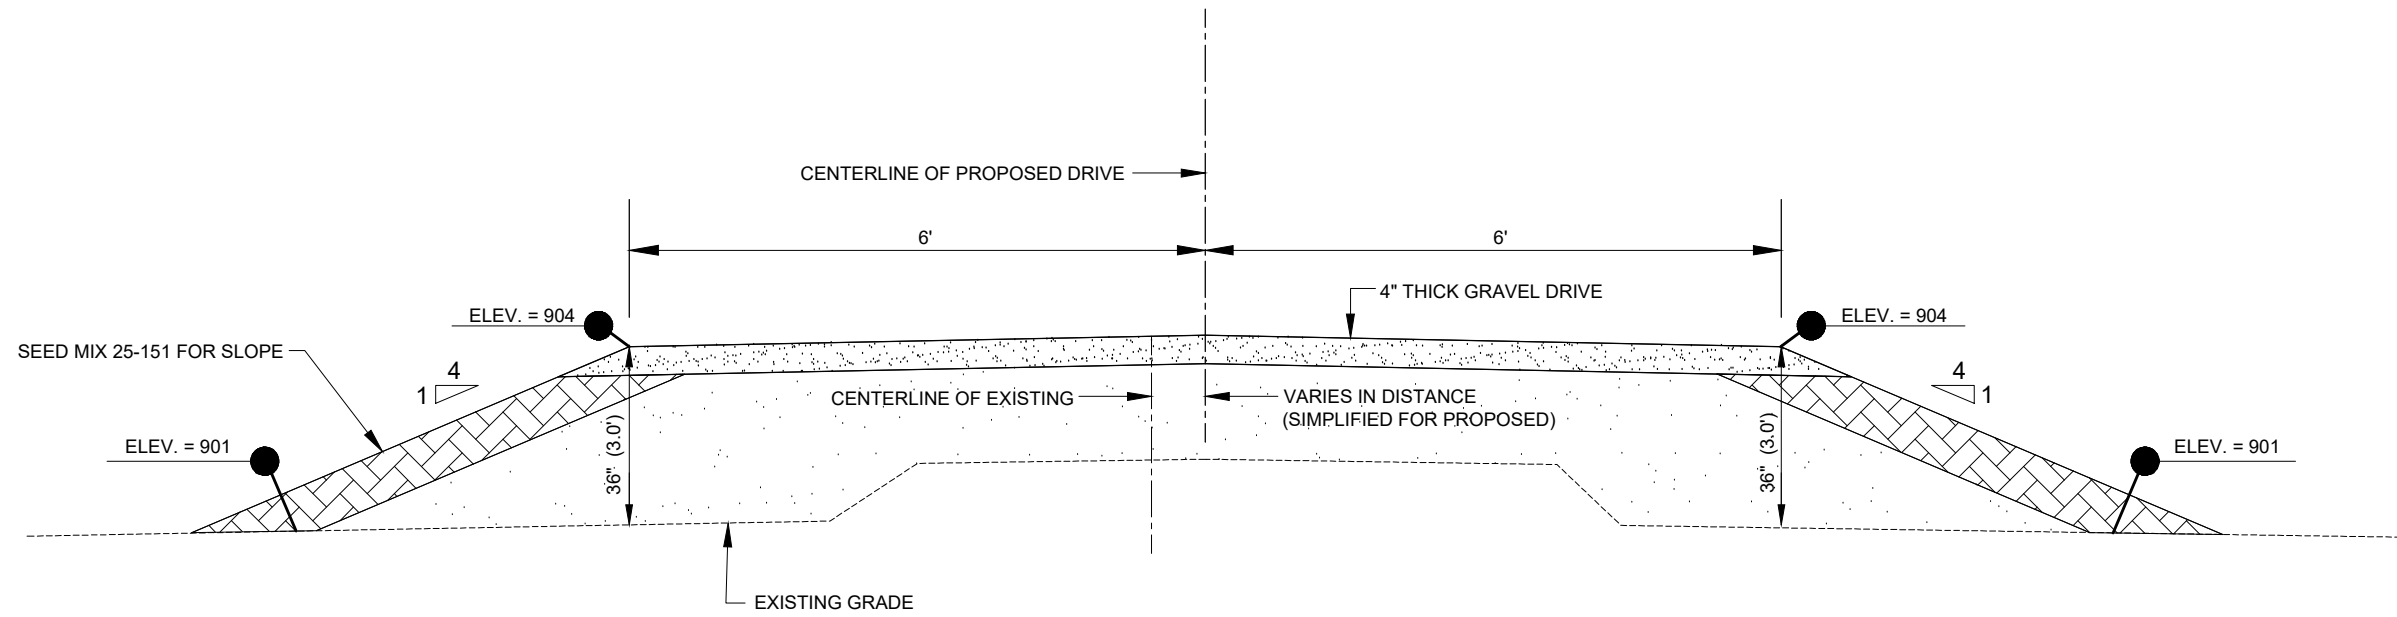 CENTERLINE OF PROPOSED DRIVE
6'
6'
4" THICK GRAVEL DRIVE
ELEV. = 904
ELEV. = 904
SEED MIX 25-151 FOR SLOPE
4
1
4
1
CENTERLINE OF EXISTING
VARIES IN DISTANCE
(SIMPLIFIED FOR PROPOSED)
ELEV. = 901
36" (3.0')
36" (3.0')
ELEV. = 901
EXISTING GRADE